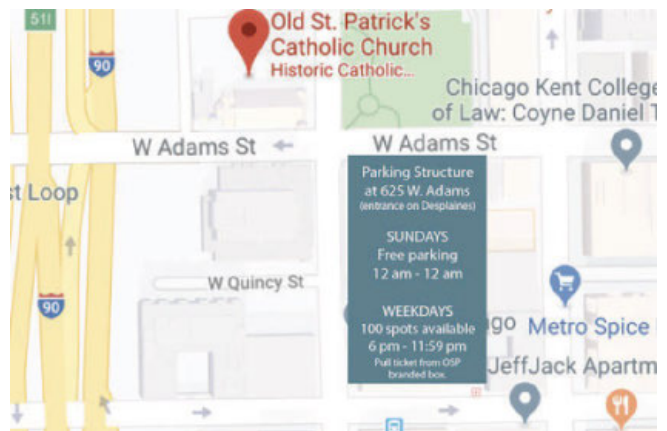 51I
90
Old St. Patrick's
Catholic Church
Historic Catholic...
Chicago Kent College
of Law: Coyne Daniel T
W Adams St
W Adams St
st Loop
Parking Structure
at 625 W. Adams
(entrance on Desplaines)
SUNDAYS
Free parking
12 am - 12 am
W Quincy St
90
WEEKDAYS
100 spots available
6 pm - 11:59 pm
Pull ticket from OSP
branded box.
go
Metro Spice
JeffJack Apartm